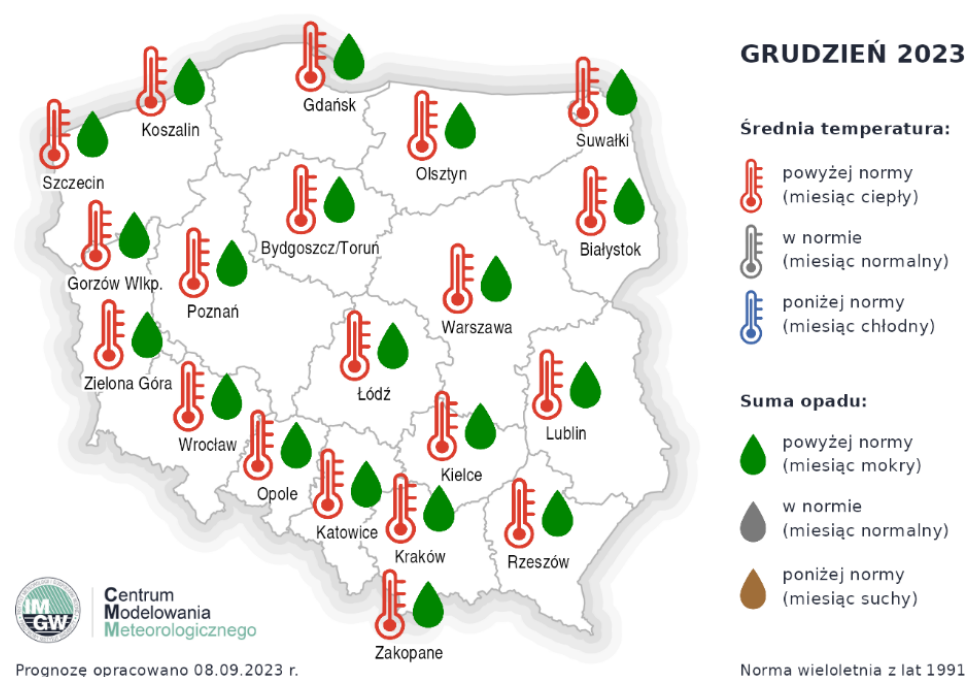 GRUDZIEŃ 2023
Średnia temperatura:
powyżej normy
(miesiąc ciepły)
w normie
(miesiąc normalny)
poniżej normy
(miesiąc chłodny)
Suma opadu:
powyżej normy
(miesiąc mokry)
w normie
(miesiąc normalny)
poniżej normy
(miesiąc suchy)
Gdańsk
Koszalin
Suwałki
Olsztyn
Szczecin
Bydgoszcz/Toruń
Białystok
Gorzów Wlkp.
Poznań
Warszawa
Zielona Góra
Łódź
Lublin
Wrocław
Kielce
Opole
Katowice
Kraków
Rzeszów
Zakopane
IM
GW
Centrum
Modelowania
Meteorologicznego
Prognozę opracowano 08.09.2023 r.
Norma wieloletnia z lat 1991